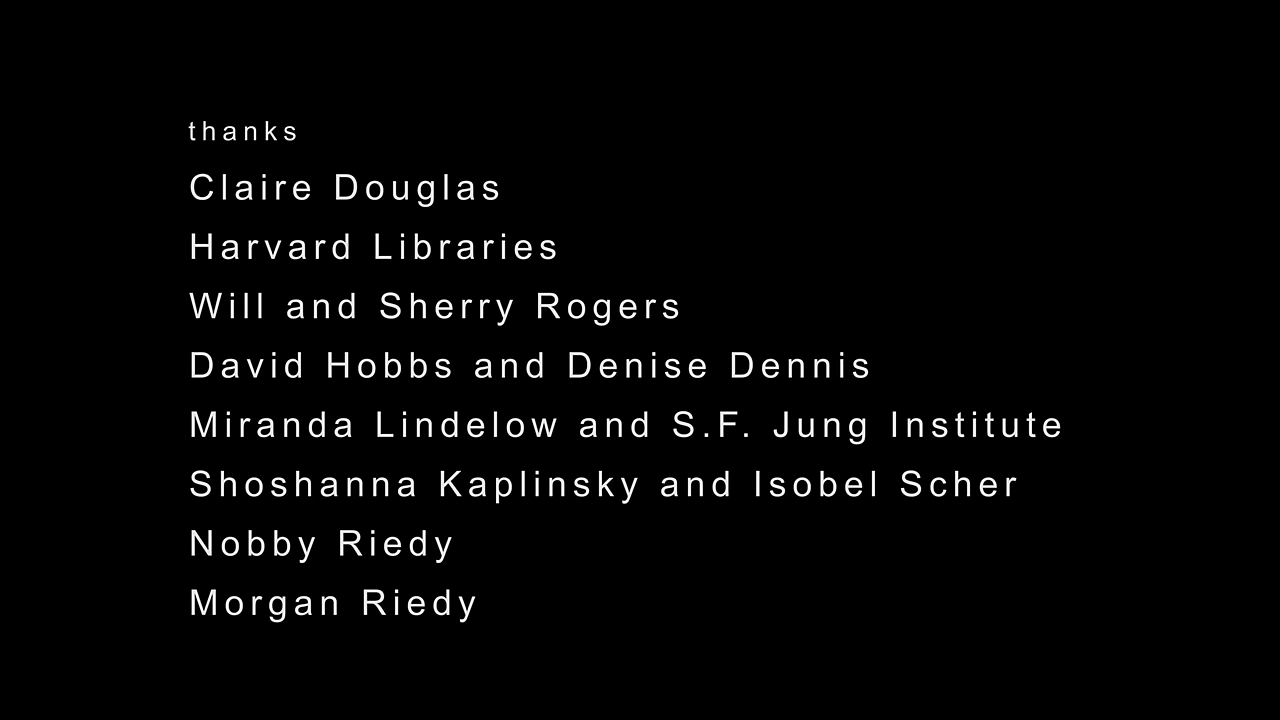 thanks
Claire Douglas
Harvard Libraries
Will and Sherry Rogers
David Hobbs and Denise Dennis
Miranda Lindelow and S.F. Jung Institute
Shoshanna Kaplinsky and Isobel Scher
Nobby Riedy
Morgan Riedy